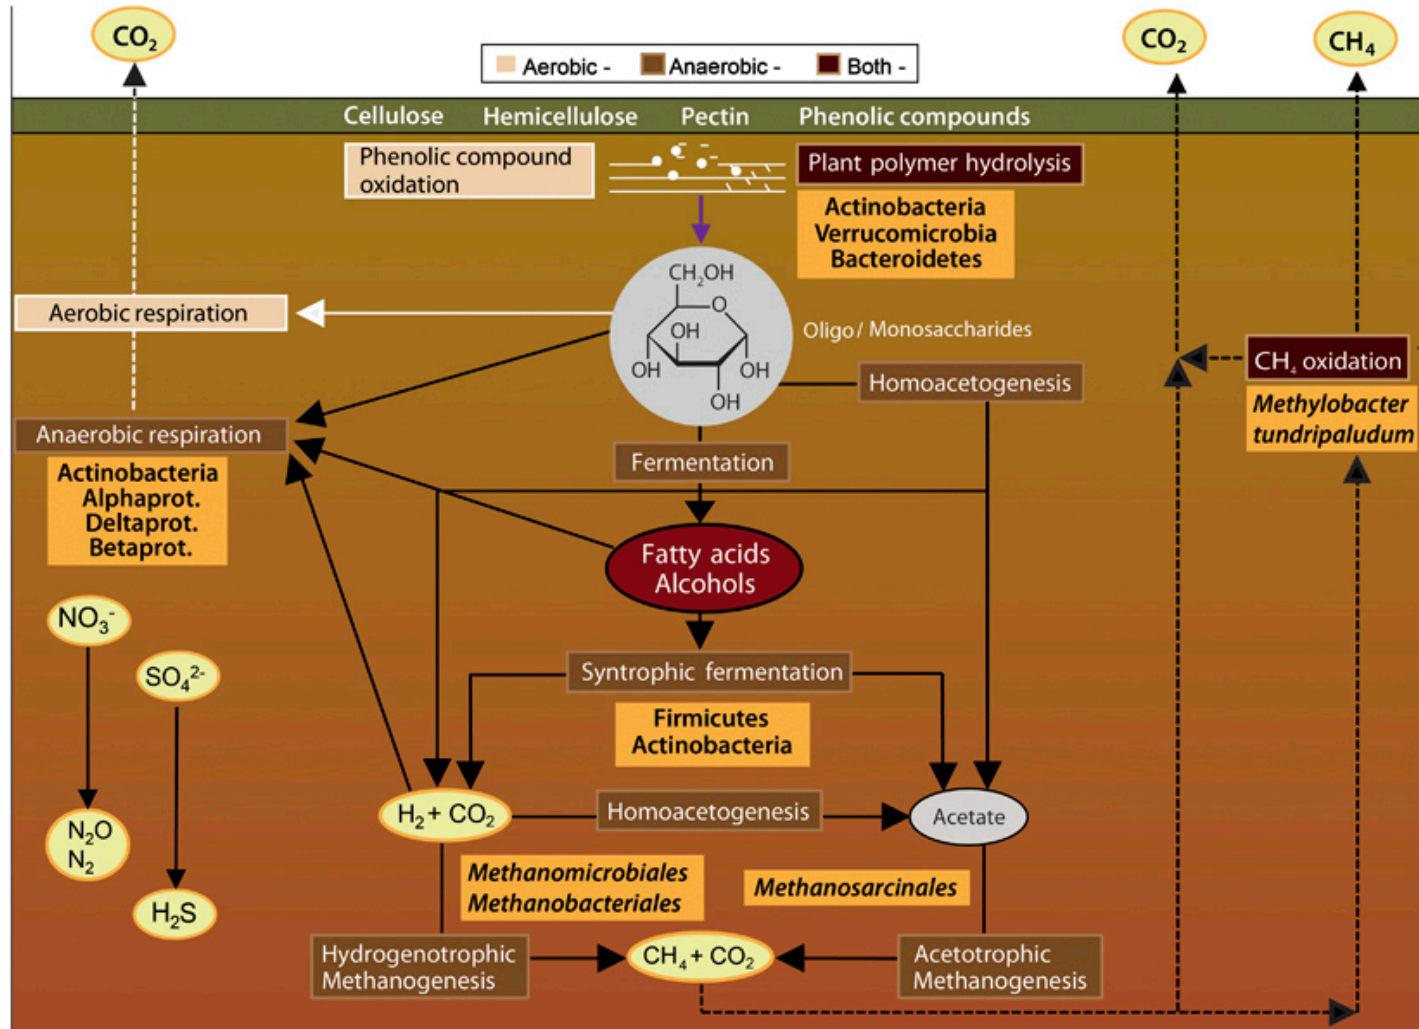 CO₂
CO₂
CH₄
Aerobic -
Anaerobic -
Both -
Cellulose
Hemicellulose
Pectin
Phenolic compounds
Phenolic compound
oxidation
Plant polymer hydrolysis
Actinobacteria
Verrucomicrobia
Bacteroidetes
CH₂OH
O
OH
OH
OH
OH
Oligo/ Monosaccharides
Aerobic respiration
Homoacetogenesis
CH₄ oxidation
Methylobacter
tundripaludum
Anaerobic respiration
Actinobacteria
Alphaprot.
Deltaprot.
Betaprot.
Fermentation
Fatty acids
Alcohols
NO₃⁻
SO₄²⁻
Syntrophic fermentation
Firmicutes
Actinobacteria
H₂ + CO₂
Homoacetogenesis
Acetate
N₂O
N₂
H₂S
Methanomicrobiales
Methanobacteriales
Methanosarcinales
Hydrogenotrophic
Methanogenesis
CH₄ + CO₂
Acetotrophic
Methanogenesis